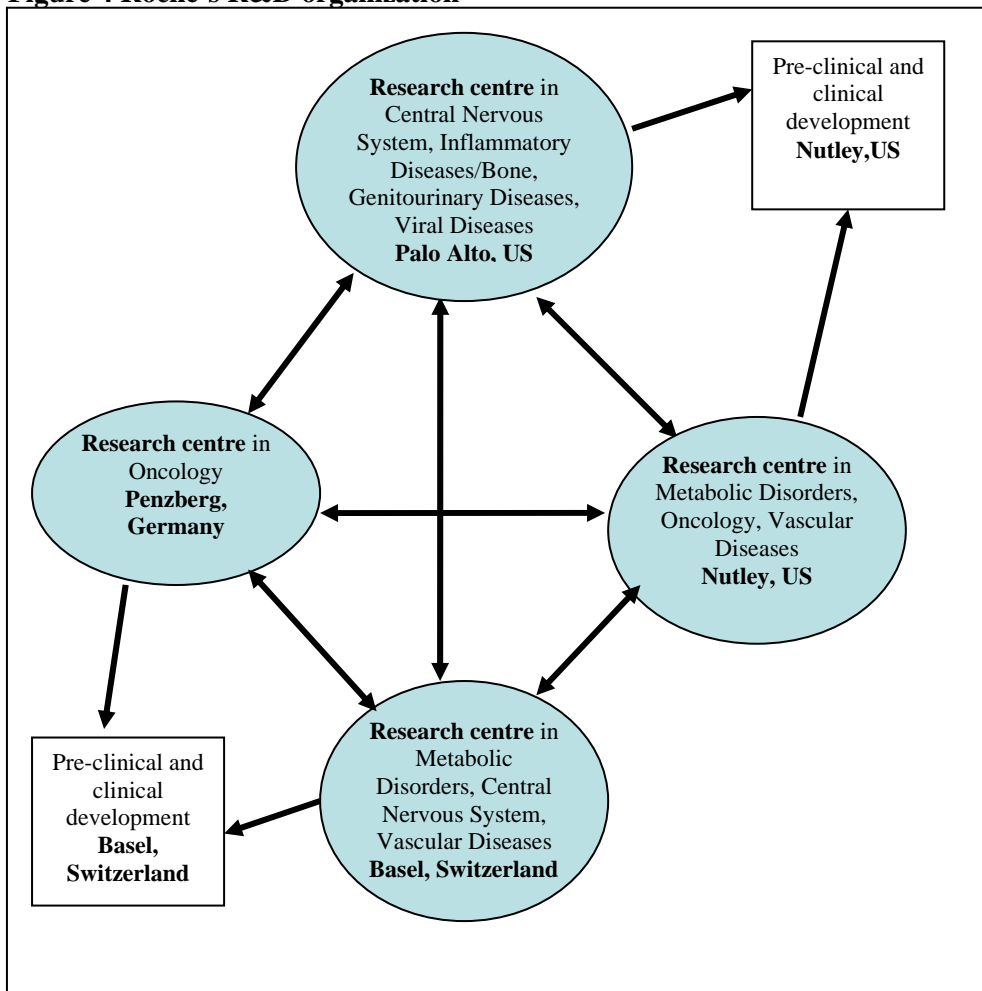 Figure 4 Roche's R&D organization
Research centre in
Central Nervous
System, Inflammatory
Diseases/Bone,
Genitourinary Diseases,
Viral Diseases
Palo Alto, US
Pre-clinical and
clinical
development
Nutley,US
Research centre in
Oncology
Penzberg,
Germany
Research centre in
Metabolic Disorders,
Oncology, Vascular
Diseases
Nutley, US
Pre-clinical and
clinical
development
Basel,
Switzerland
Research centre in
Metabolic
Disorders, Central
Nervous System,
Vascular Diseases
Basel, Switzerland